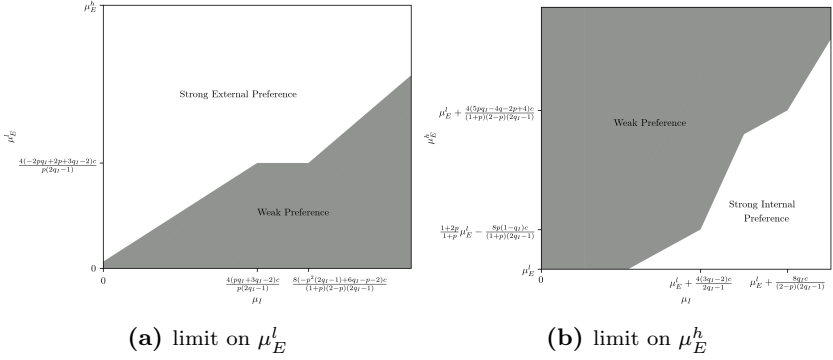 μ_E^h
Strong External Preference
μ_E^l
4(−2pq_I+2p+3q_I−2)c / p(2q_I−1)
Weak Preference
0
0
4(pq_I+3q_I−2)c / p(2q_I−1)
8(−p²(2q_I−1)+6q_I−p−2)c / (1+p)(2−p)(2q_I−1)
μ_I
(a) limit on μ_E^l
μ_E^l + 4(5pq_I−4q−2p+4)c / (1+p)(2−p)(2q_I−1)
Weak Preference
μ_E^h
Strong Internal
Preference
1+2p / 1+p μ_E^l − 8p(1−q_I)c / (1+p)(2q_I−1)
μ_E^l
0
μ_E^l + 4(3q_I−2)c / 2q_I−1
μ_E^l + 8q_Ic / (2−p)(2q_I−1)
μ_I
(b) limit on μ_E^h